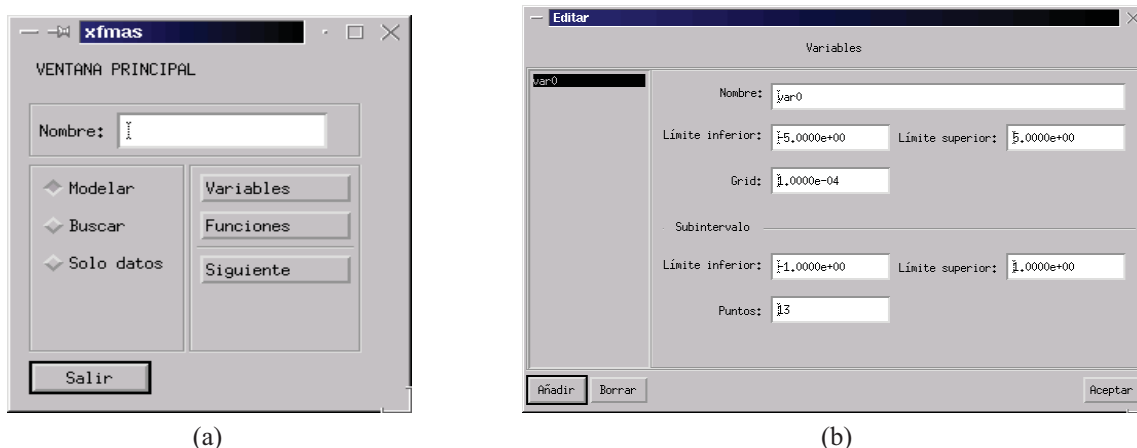 xfmas
VENTANA PRINCIPAL
Nombre:
Modelar
Buscar
Solo datos
Variables
Funciones
Siguiente
Salir
(a)
Editar
Variables
var0
Nombre: var0
Límite inferior: -5.0000e+00 Límite superior: 5.0000e+00
Grid: 1.0000e-04
Subintervalo
Límite inferior: -1.0000e+00 Límite superior: 1.0000e+00
Puntos: 13
Añadir Borrar Aceptar
(b)